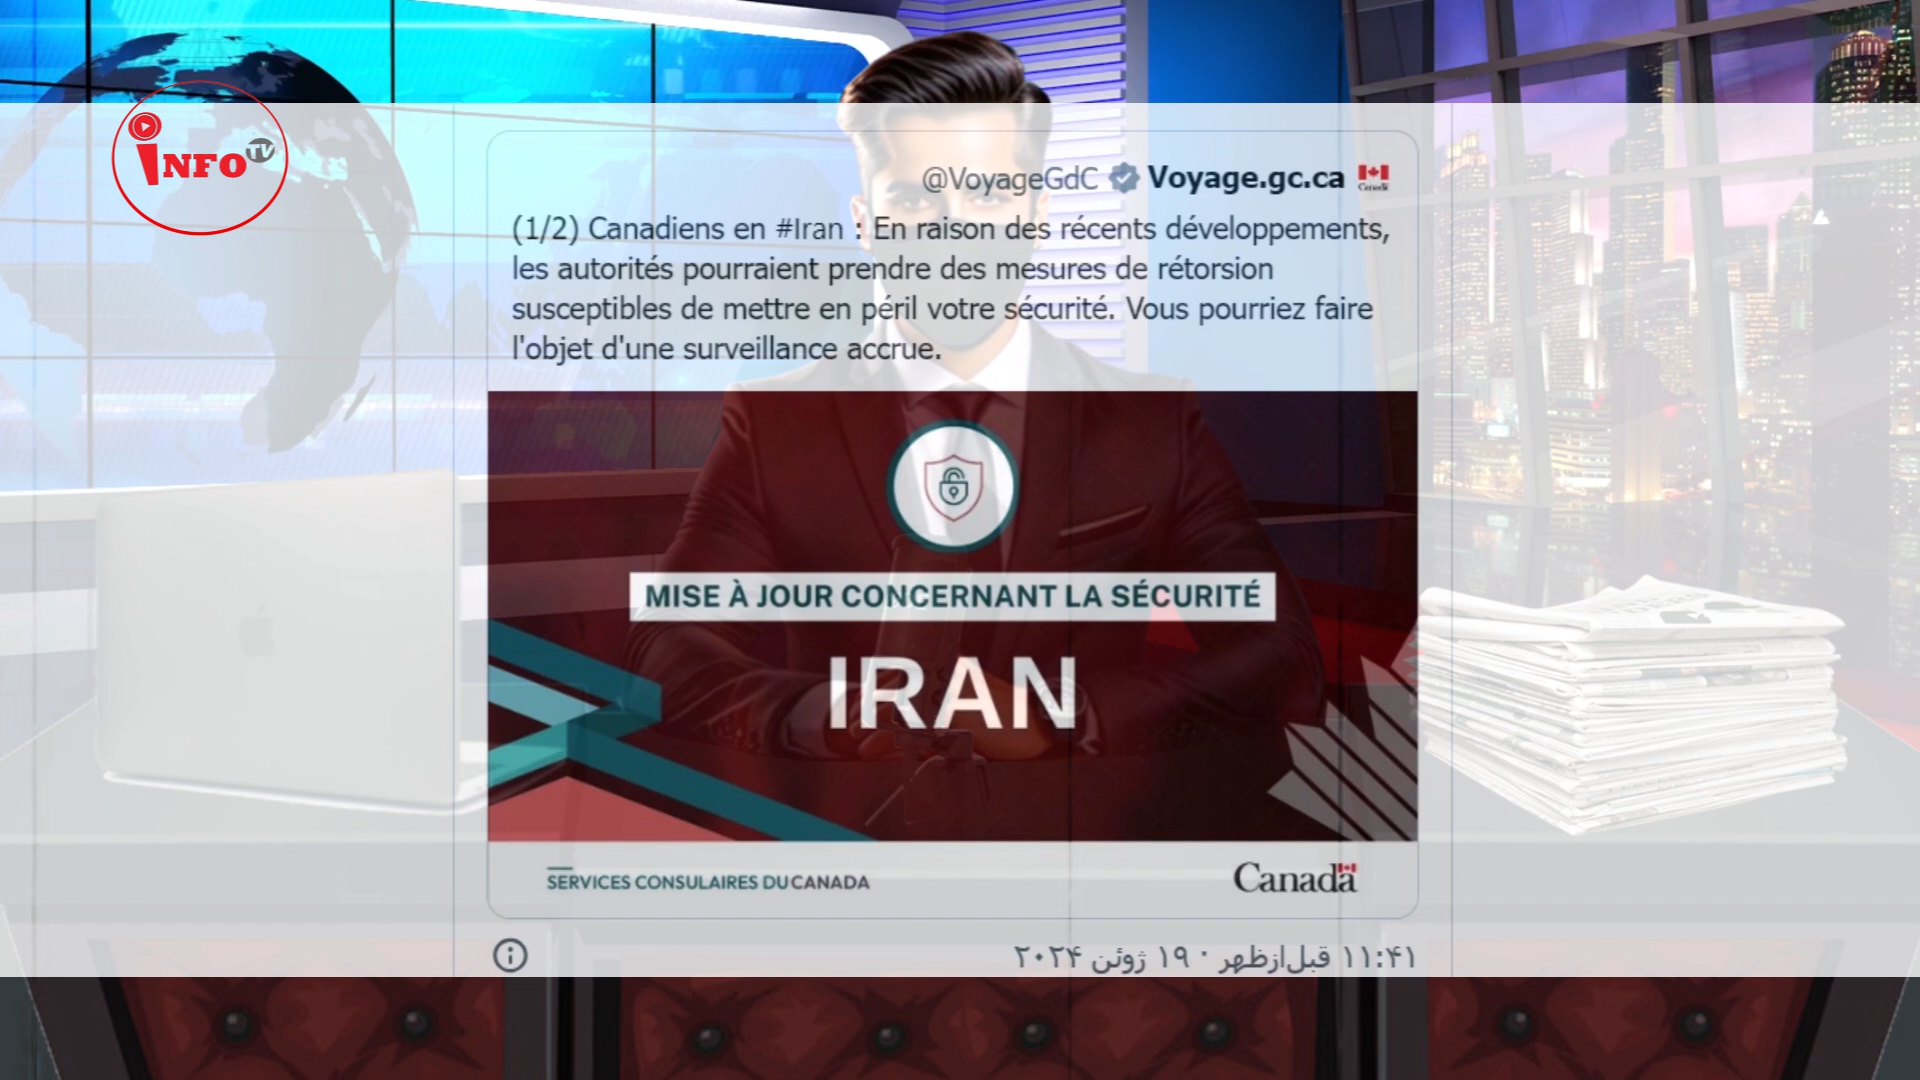 iNFO TV
@VoyageGdC Voyage.gc.ca Canada
(1/2) Canadiens en #Iran : En raison des récents développements,
les autorités pourraient prendre des mesures de rétorsion
susceptibles de mettre en péril votre sécurité. Vous pourriez faire
l'objet d'une surveillance accrue.
MISE À JOUR CONCERNANT LA SÉCURITÉ
IRAN
SERVICES CONSULAIRES DU CANADA
Canada
۱۱:۴۱ قبل‌ازظهر · ۱۹ ژوئن ۲۰۲۴